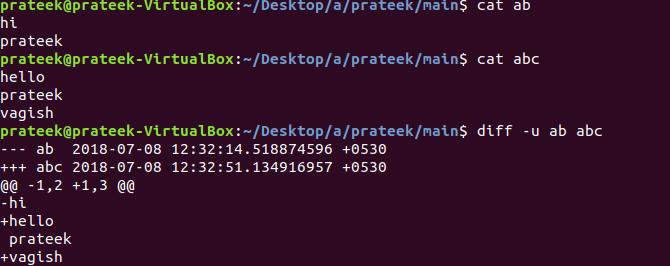 prateek@prateek-VirtualBox:~/Desktop/a/prateek/main$ cat ab
hi
prateek
prateek@prateek-VirtualBox:~/Desktop/a/prateek/main$ cat abc
hello
prateek
vagish
prateek@prateek-VirtualBox:~/Desktop/a/prateek/main$ diff -u ab abc
--- ab  2018-07-08 12:32:14.518874596 +0530
+++ abc 2018-07-08 12:32:51.134916957 +0530
@@ -1,2 +1,3 @@
-hi
+hello
 prateek
+vagish